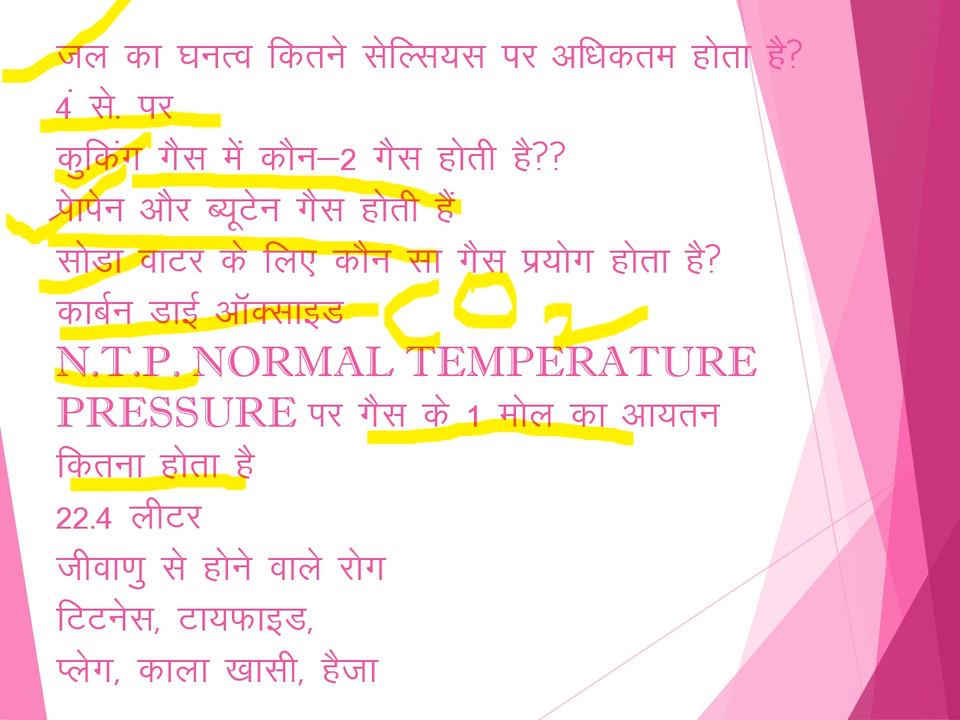 जल का घनत्व कितने सेल्सियस पर अधिकतम होता है?
4ं से. पर
कुकिंग गैस में कौन–2 गैस होती है??
पेापेन और ब्यूटेन गैस होती हैं
सोडा वाटर के लिए कौन सा गैस प्रयोग होता है?
कार्बन डाई ऑक्साइड CO2
N.T.P. NORMAL TEMPERATURE
PRESSURE पर गैस के 1 मोल का आयतन
कितना होता है
22.4 लीटर
जीवाणु से होने वाले रोग
टिटनेस, टायफाइड,
प्लेग, काला खासी, हैजा